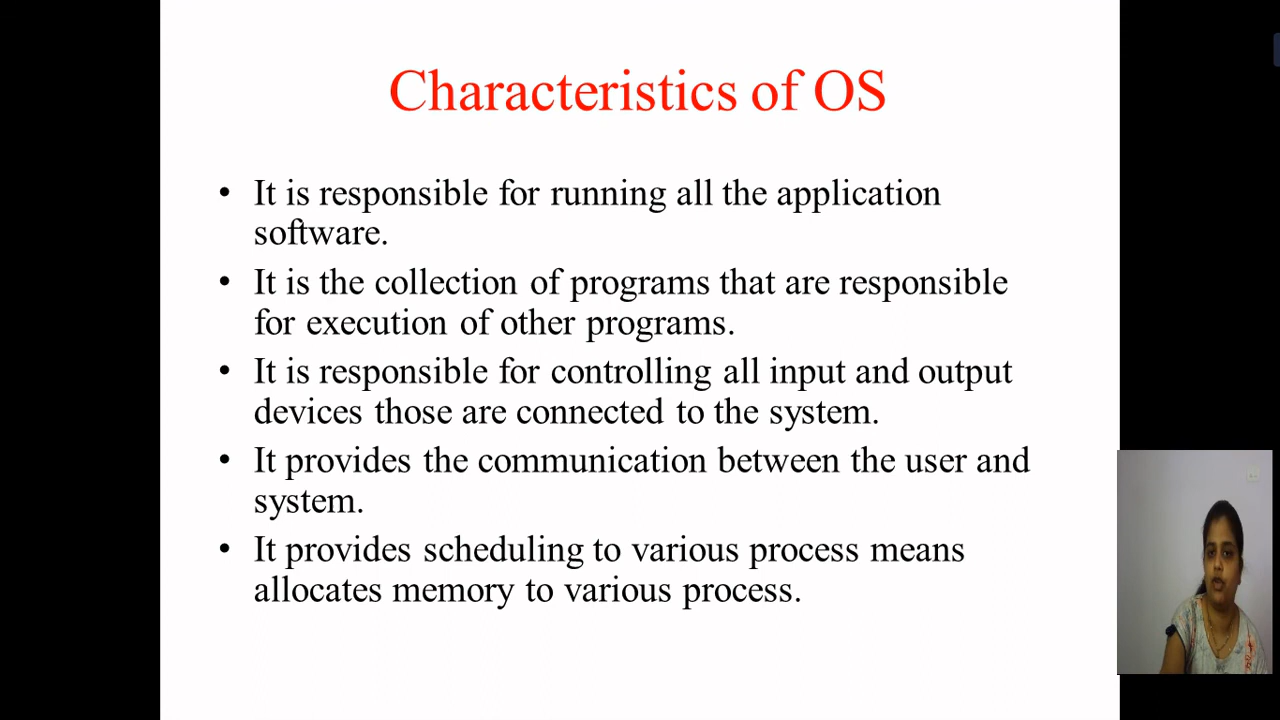 Characteristics of OS
• It is responsible for running all the application
software.
• It is the collection of programs that are responsible
for execution of other programs.
• It is responsible for controlling all input and output
devices those are connected to the system.
• It provides the communication between the user and
system.
• It provides scheduling to various process means
allocates memory to various process.